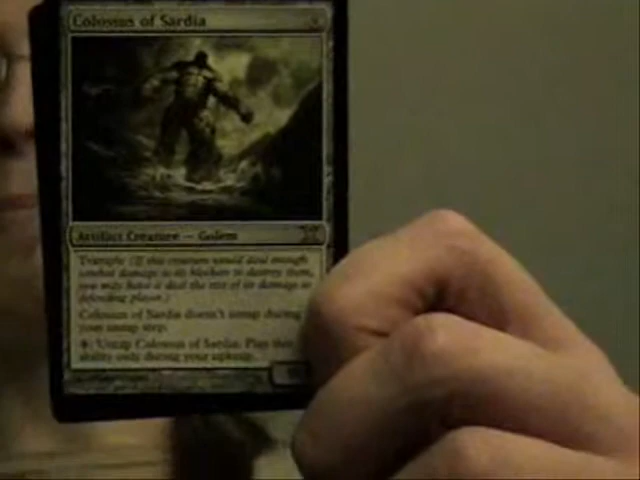 Colossus of Sardia
Artifact Creature — Golem
Trample (If this creature would deal enough
combat damage to its blockers to destroy them,
you may have it deal the rest of its damage to
defending player.)
Colossus of Sardia doesn't untap during
your untap step.
: Untap Colossus of Sardia. Play this
ability only during your upkeep.